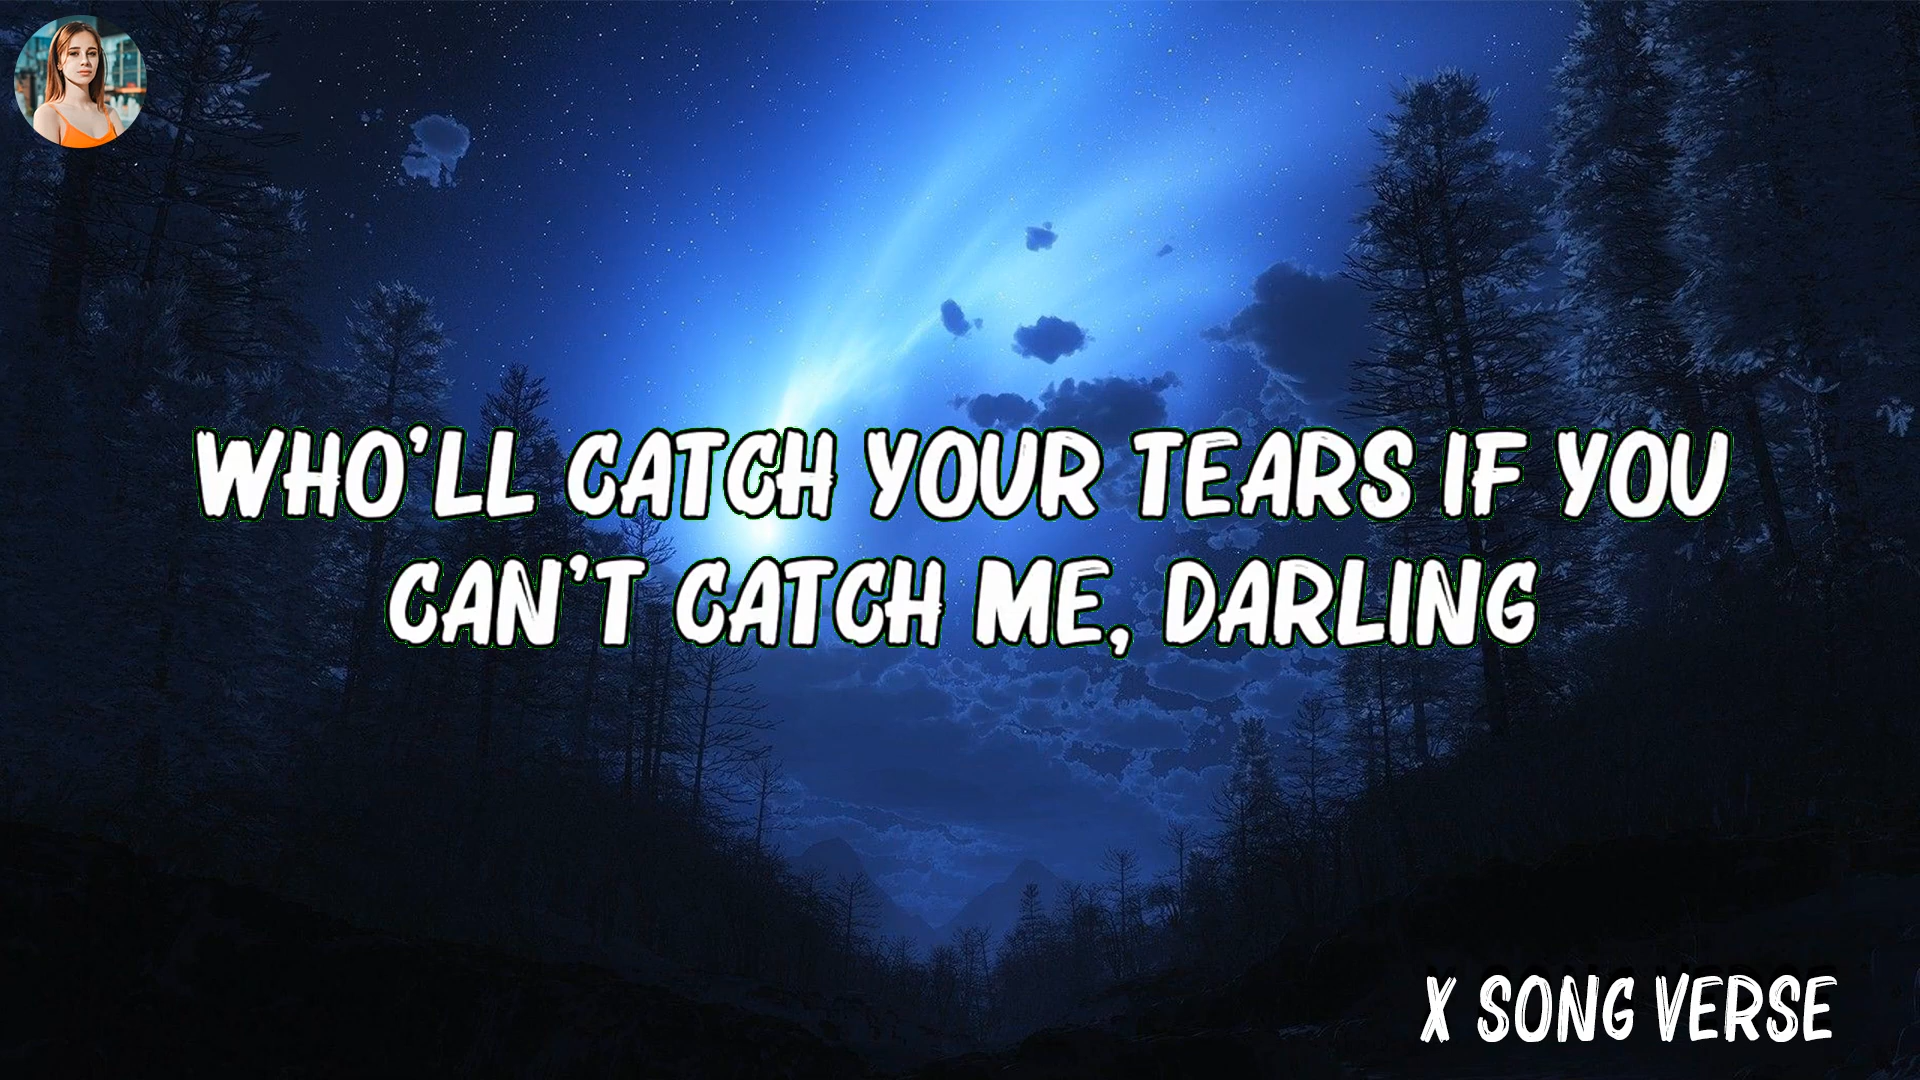 WHO'LL CATCH YOUR TEARS IF YOU
CAN'T CATCH ME, DARLING
X SONG VERSE